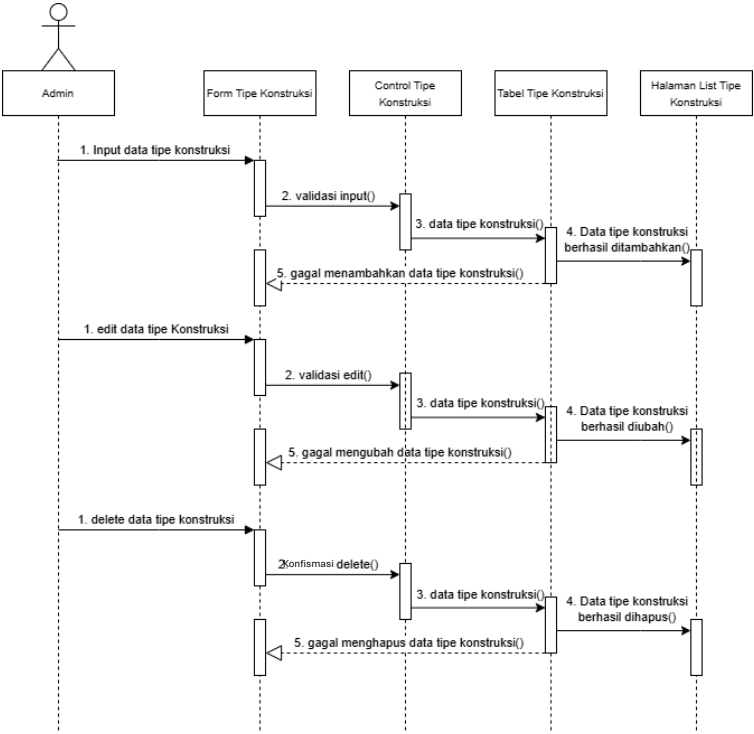 Admin
Form Tipe Konstruksi
Control Tipe
Konstruksi
Tabel Tipe Konstruksi
Halaman List Tipe
Konstruksi
1. Input data tipe konstruksi
2. validasi input()
3. data tipe konstruksi()
4. Data tipe konstruksi
berhasil ditambahkan()
5. gagal menambahkan data tipe konstruksi()
1. edit data tipe Konstruksi
2. validasi edit()
3. data tipe konstruksi()
4. Data tipe konstruksi
berhasil diubah()
5. gagal mengubah data tipe konstruksi()
1. delete data tipe konstruksi
2. Konfismasi delete()
3. data tipe konstruksi()
4. Data tipe konstruksi
berhasil dihapus()
5. gagal menghapus data tipe konstruksi()